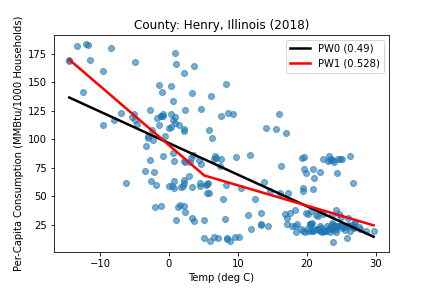 County: Henry, Illinois (2018)
PW0 (0.49)
PW1 (0.528)
Per-Capita Consumption (MMBtu/1000 Households)
175
150
125
100
75
50
25
−10
0
10
20
30
Temp (deg C)